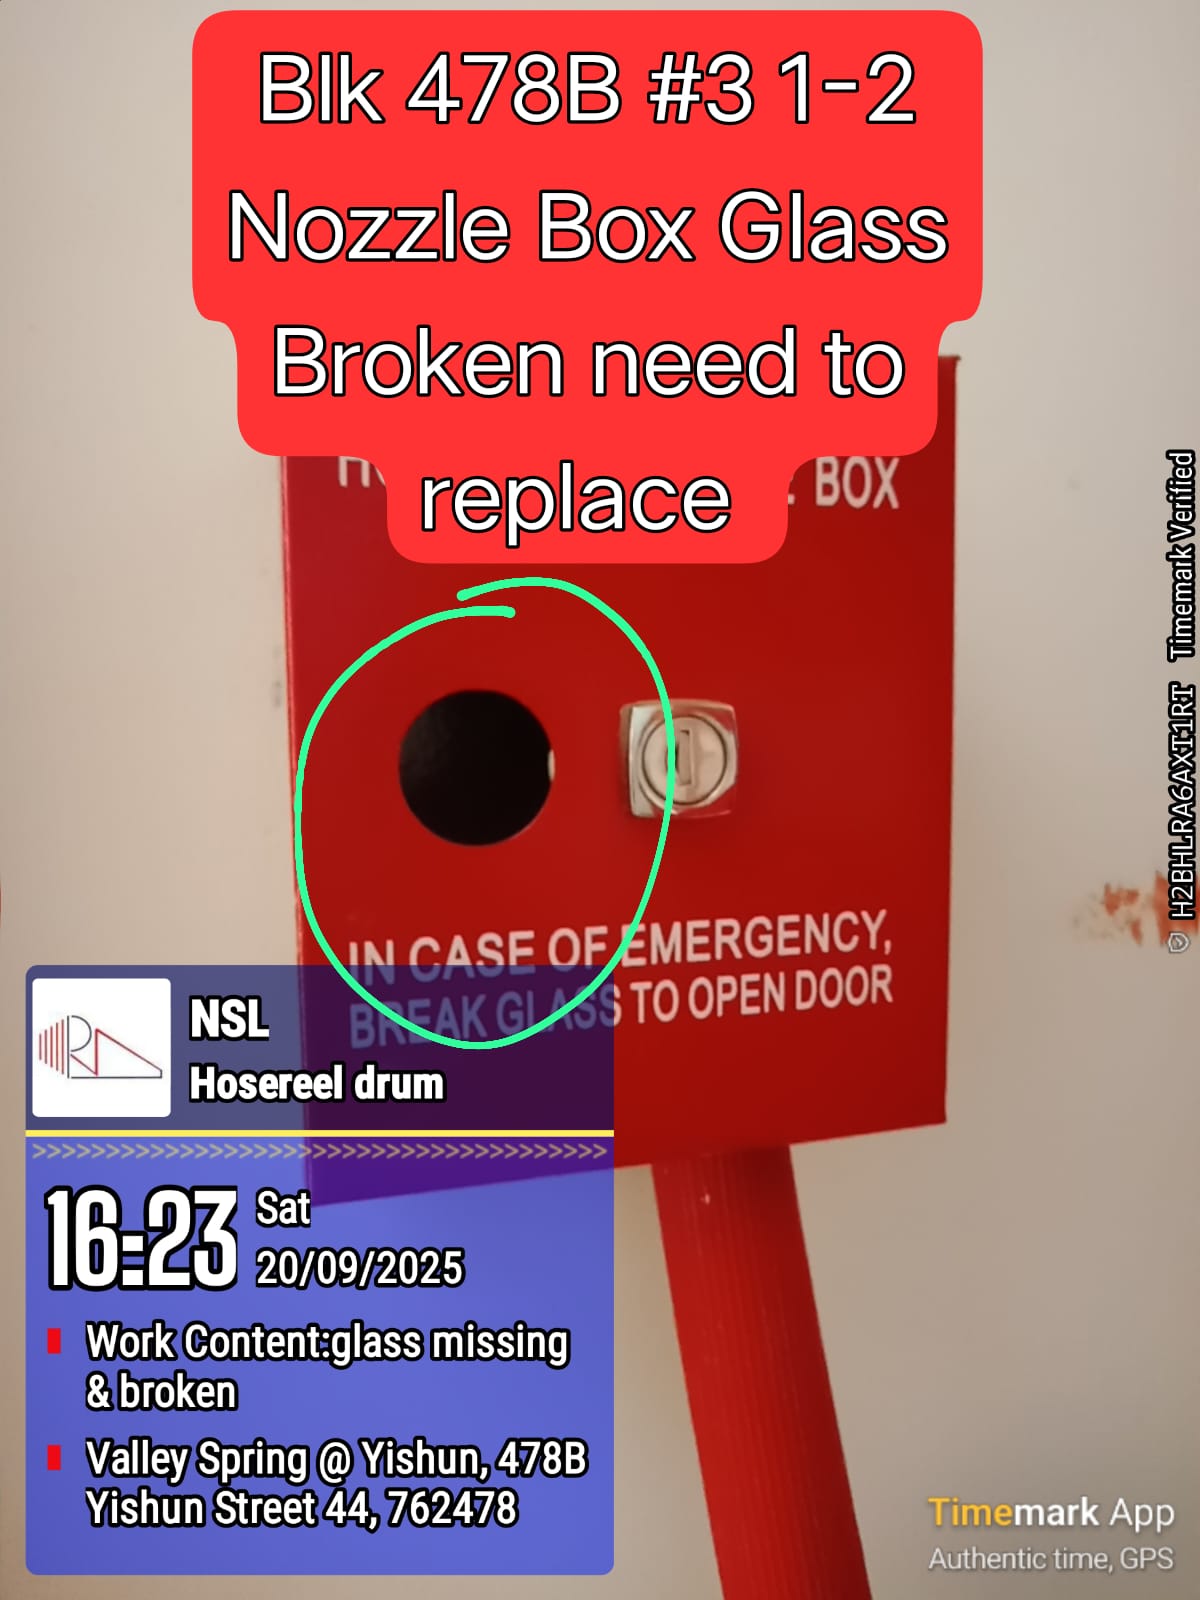 Blk 478B #3 1-2
Nozzle Box Glass
Broken need to
replace
BOX
IN CASE OF EMERGENCY,
BREAK GLASS TO OPEN DOOR
NSL
Hosereel drum
>>>>>>>>>>>>>>>>>>>>>>>>>>>>>>>>>>>>>>>
16:23
Sat
20/09/2025
Work Content:glass missing
& broken
Valley Spring @ Yishun, 478B
Yishun Street 44, 762478
Timemark App
Authentic time, GPS
H2BHLRA6AXT1RT Timemark Verified